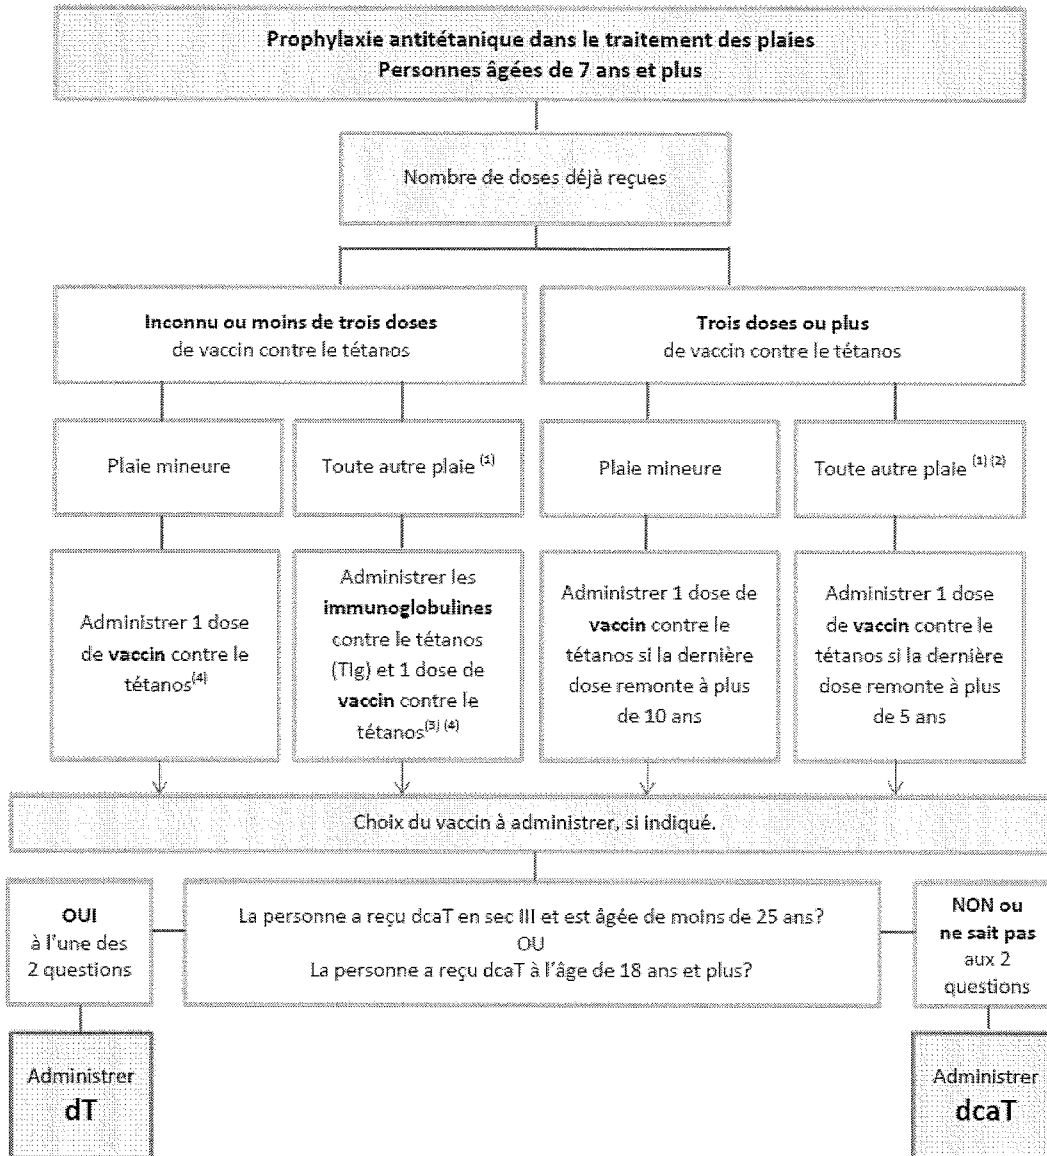 Prophylaxie antitétanique dans le traitement des plaies
Personnes âgées de 7 ans et plus
Nombre de doses déjà reçues
Inconnu ou moins de trois doses
de vaccin contre le tétanos
Trois doses ou plus
de vaccin contre le tétanos
Plaie mineure
Toute autre plaie (1)
Plaie mineure
Toute autre plaie (1) (2)
Administrer 1 dose
de vaccin contre le
tétanos(4)
Administrer les
immunoglobulines
contre le tétanos
(TIg) et 1 dose de
vaccin contre le
tétanos(3) (4)
Administrer 1 dose de
vaccin contre le
tétanos si la dernière
dose remonte à plus
de 10 ans
Administrer 1 dose
de vaccin contre le
tétanos si la dernière
dose remonte à plus
de 5 ans
Choix du vaccin à administrer, si indiqué.
OUI
à l'une des
2 questions
La personne a reçu dcaT en sec III et est âgée de moins de 25 ans?
OU
La personne a reçu dcaT à l'âge de 18 ans et plus?
NON ou
ne sait pas
aux 2
questions
Administrer
dT
Administrer
dcaT